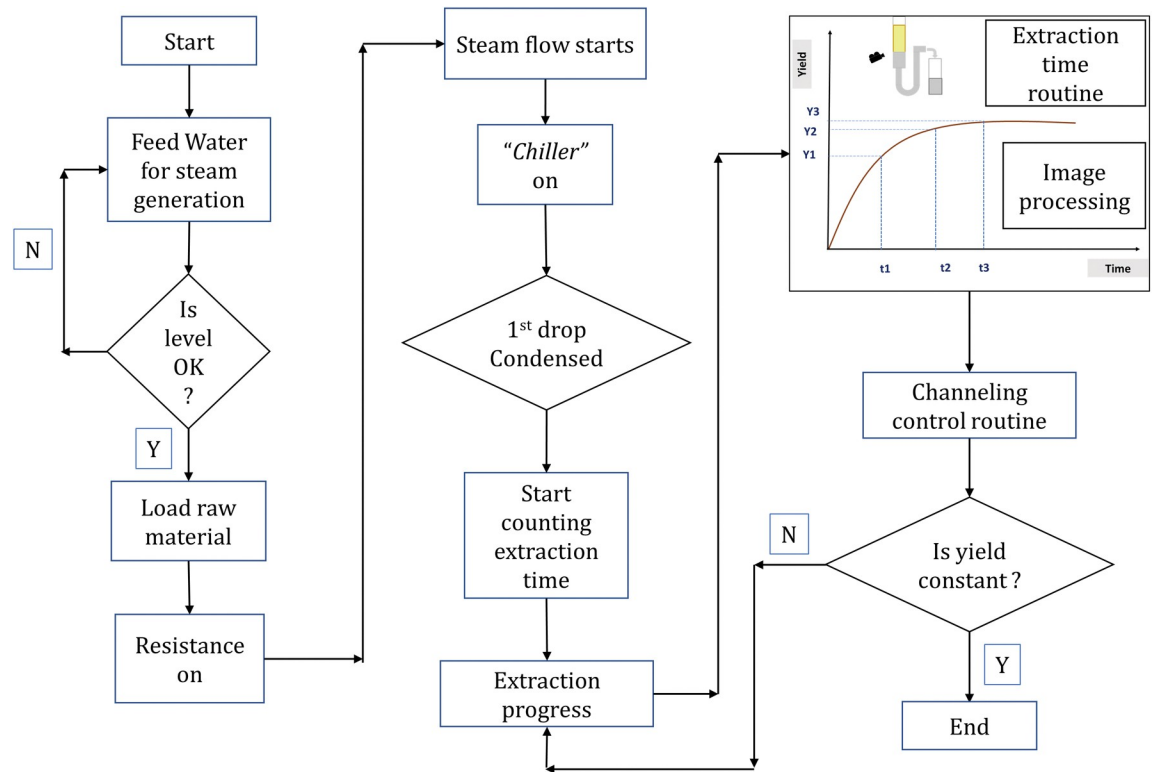 Start
Feed Water
for steam
generation
N
Is
level
OK
?
Y
Load raw
material
Resistance
on
Steam flow starts
“Chiller”
on
1st drop
Condensed
Start
counting
extraction
time
Extraction
progress
Yield
Extraction
time
routine
Y3
Y2
Y1
Image
processing
t1 t2 t3
Time
Channeling
control routine
N
Is yield
constant ?
Y
End